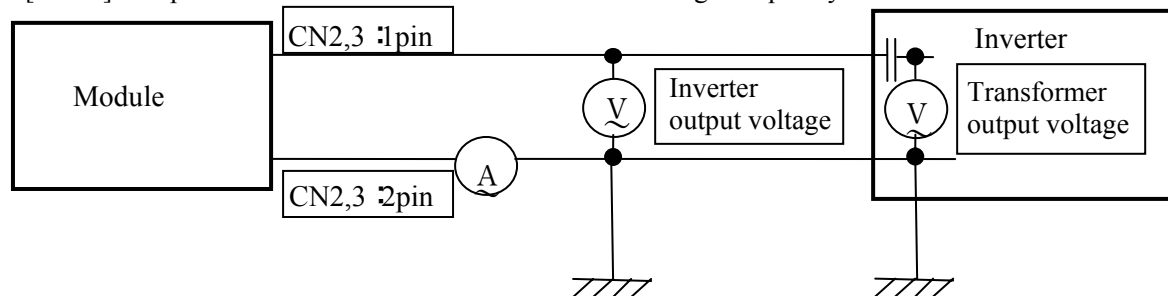 CN2,3 :1pin
Inverter
Module
V
Inverter
output voltage
V
Transformer
output voltage
A
CN2,3 :2pin